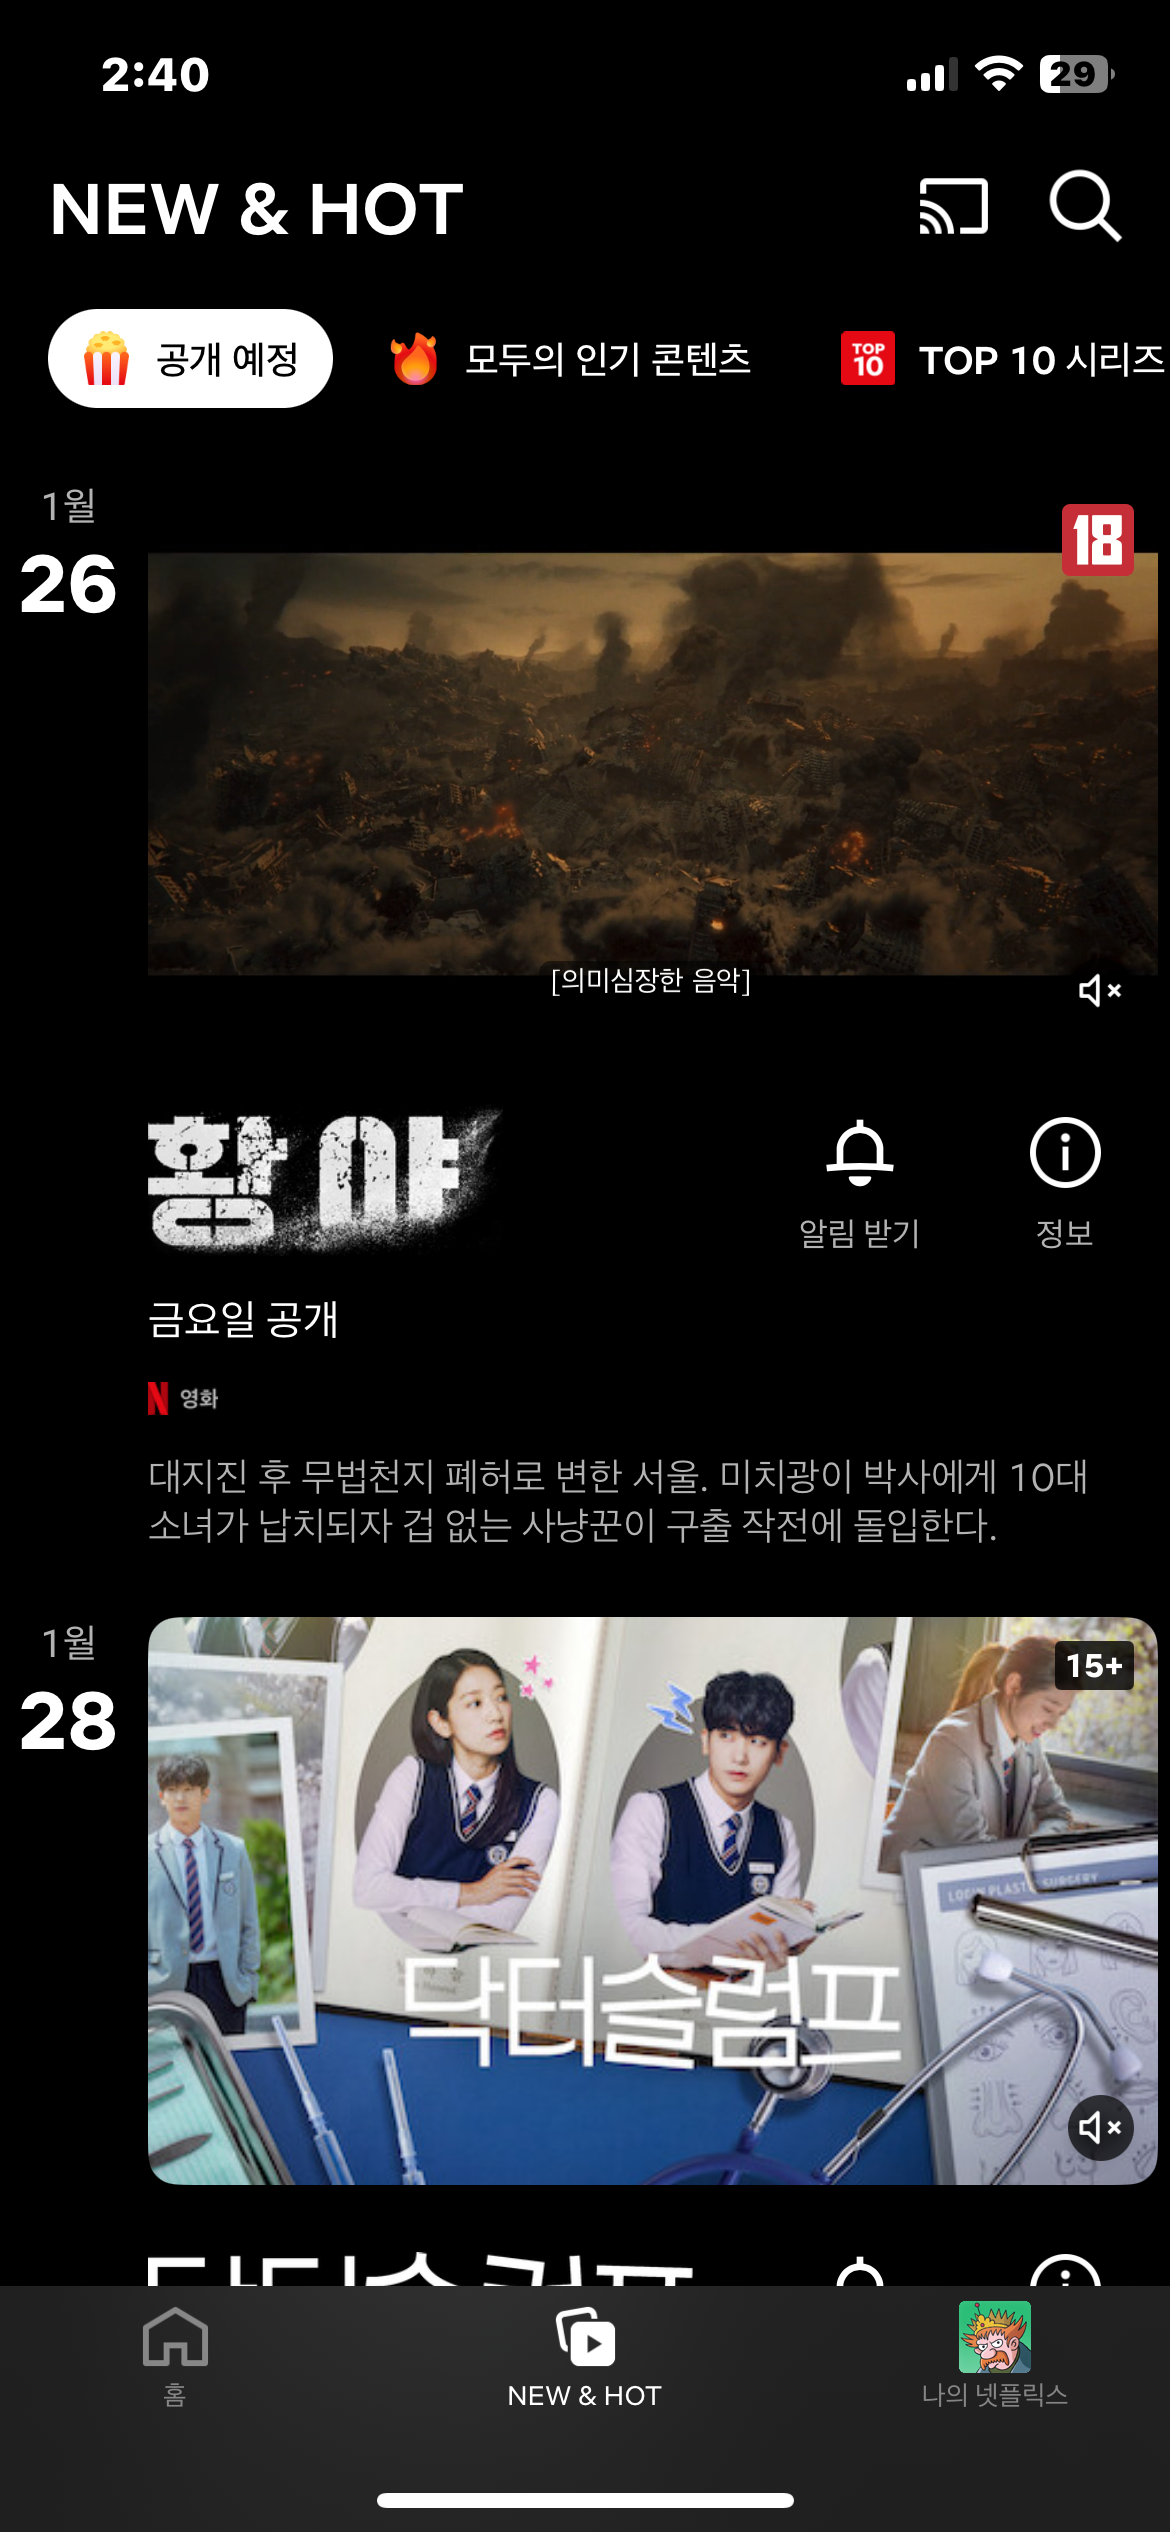 2:40
29
NEW & HOT
공개 예정
모두의 인기 콘텐츠
TOP 10
TOP 10 시리즈
1월
26
18
[의미심장한 음악]
황야
알림 받기
정보
금요일 공개
N 영화
대지진 후 무법천지 폐허로 변한 서울. 미치광이 박사에게 10대
소녀가 납치되자 겁 없는 사냥꾼이 구출 작전에 돌입한다.
1월
28
15+
닥터슬럼프
닥터슬럼프
홈
NEW & HOT
나의 넷플릭스